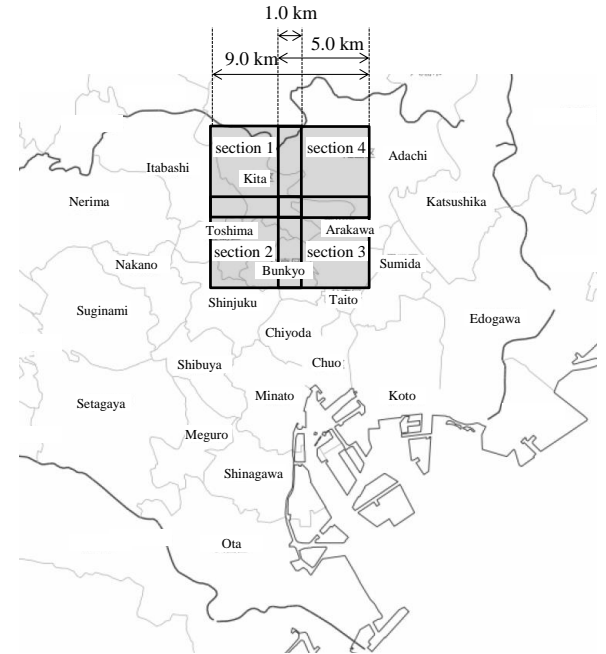 1.0 km
5.0 km
9.0 km
section 1
section 4
Itabashi
Adachi
Kita
Nerima
Katsushika
Toshima
Arakawa
section 2
section 3
Nakano
Bunkyo
Sumida
Shinjuku
Taito
Suginami
Edogawa
Chiyoda
Shibuya
Chuo
Setagaya
Minato
Koto
Meguro
Shinagawa
Ota